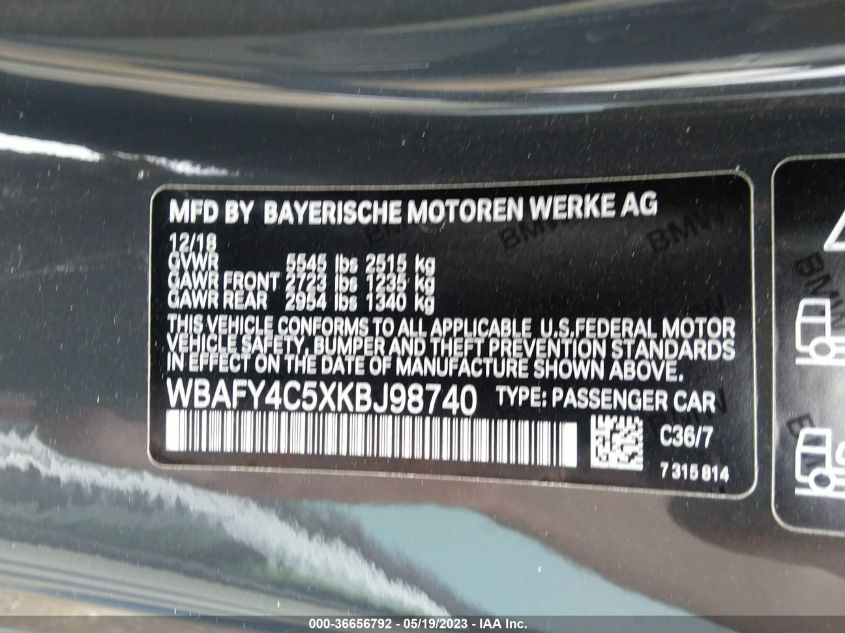 MFD BY BAYERISCHE MOTOREN WERKE AG
12/18
GVWR 5545 lbs 2515 kg
GAWR FRONT 2723 lbs 1235 kg
GAWR REAR 2954 lbs 1340 kg
THIS VEHICLE CONFORMS TO ALL APPLICABLE U.S.FEDERAL MOTOR
VEHICLE SAFETY, BUMPER AND THEFT PREVENTION STANDARDS
IN EFFECT ON THE DATE OF MANUFACTURE SHOWN ABOVE.
WBAFY4C5XKBJ98740 TYPE: PASSENGER CAR
C36/7
7 315 814
BMW
BMW
BMW
000-36656792 - 05/19/2023 - IAA Inc.